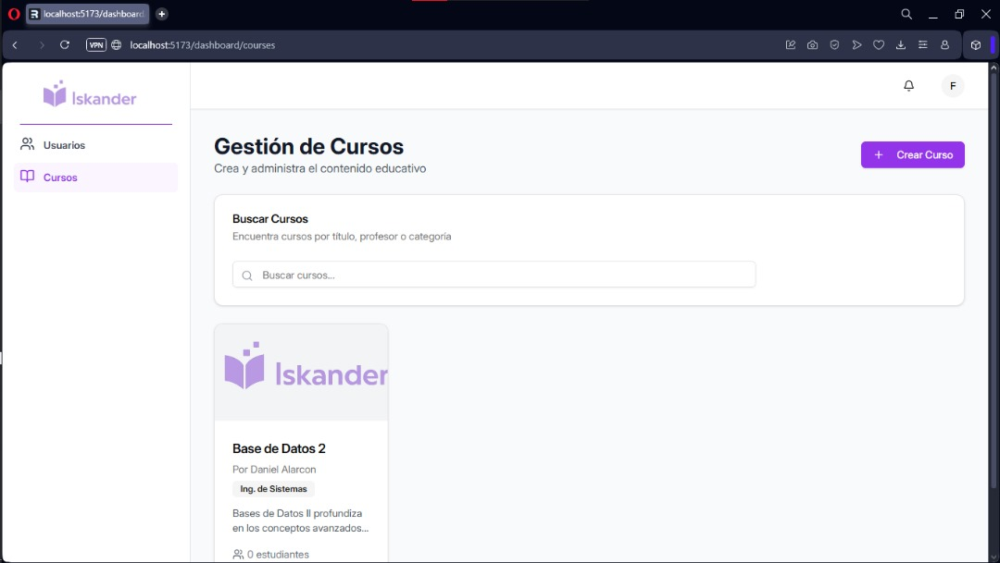 localhost:5173/dashboard
VPN
localhost:5173/dashboard/courses
Iskander
F
Usuarios
Cursos
Gestión de Cursos
Crea y administra el contenido educativo
Crear Curso
Buscar Cursos
Encuentra cursos por título, profesor o categoría
Buscar cursos...
Iskander
Base de Datos 2
Por Daniel Alarcon
Ing. de Sistemas
Bases de Datos II profundiza
en los conceptos avanzados...
0 estudiantes